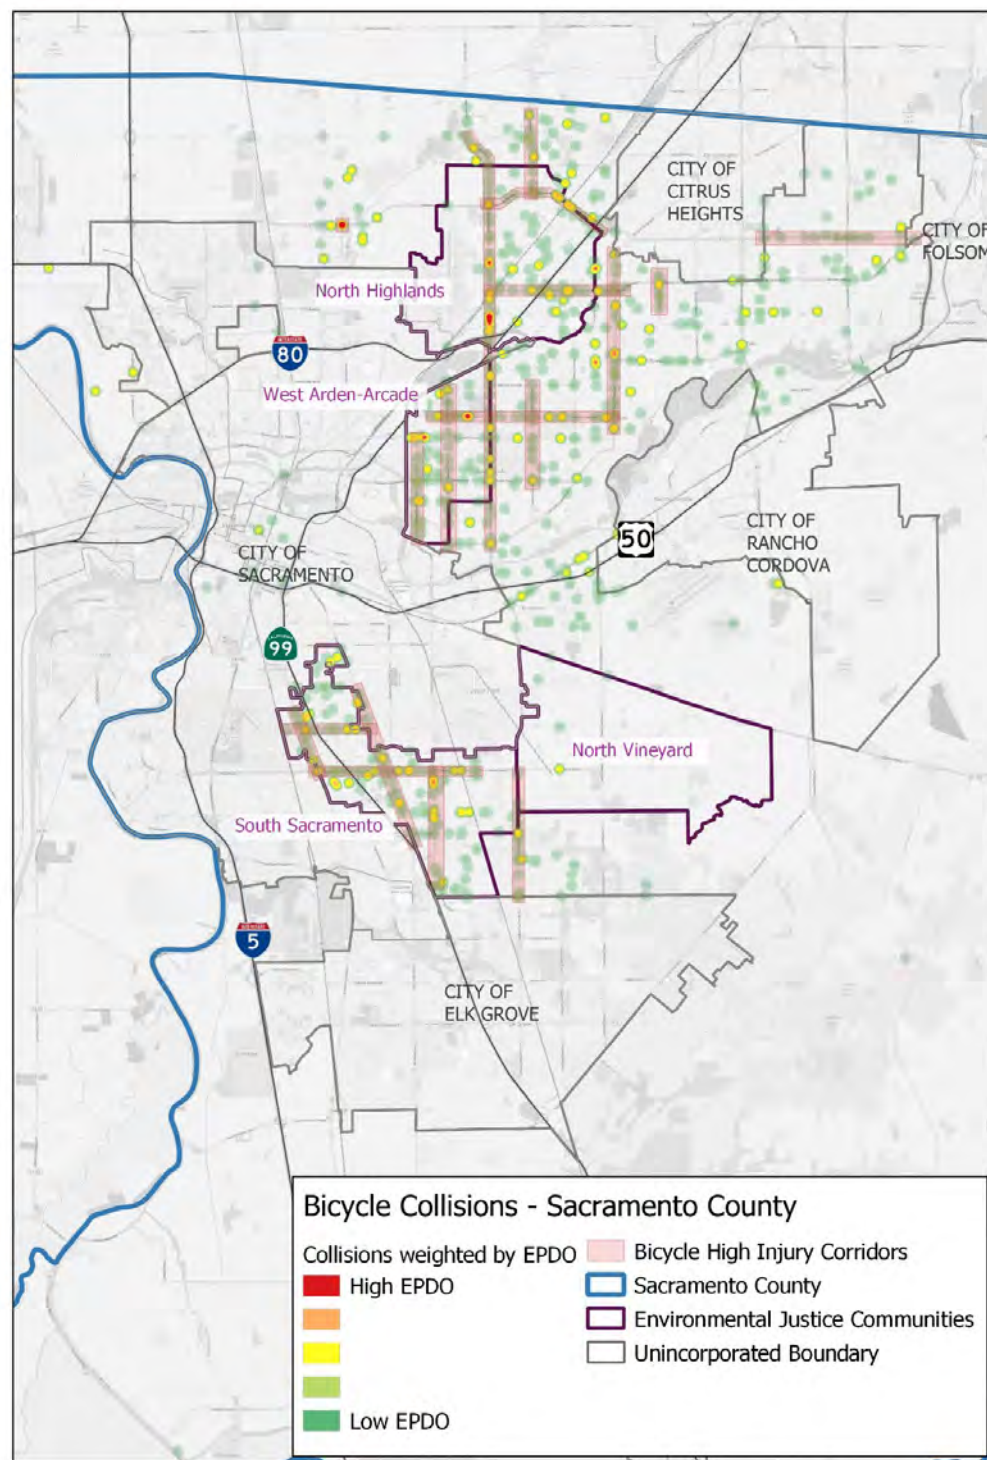 CITY OF
CITRUS
HEIGHTS
CITY OF
FOLSOM
North Highlands
80
West Arden-Arcade
50
CITY OF
RANCHO
CORDOVA
CITY OF
SACRAMENTO
CALIFORNIA
99
North Vineyard
South Sacramento
5
CITY OF
ELK GROVE
Bicycle Collisions - Sacramento County
Collisions weighted by EPDO
High EPDO
Low EPDO
Bicycle High Injury Corridors
Sacramento County
Environmental Justice Communities
Unincorporated Boundary